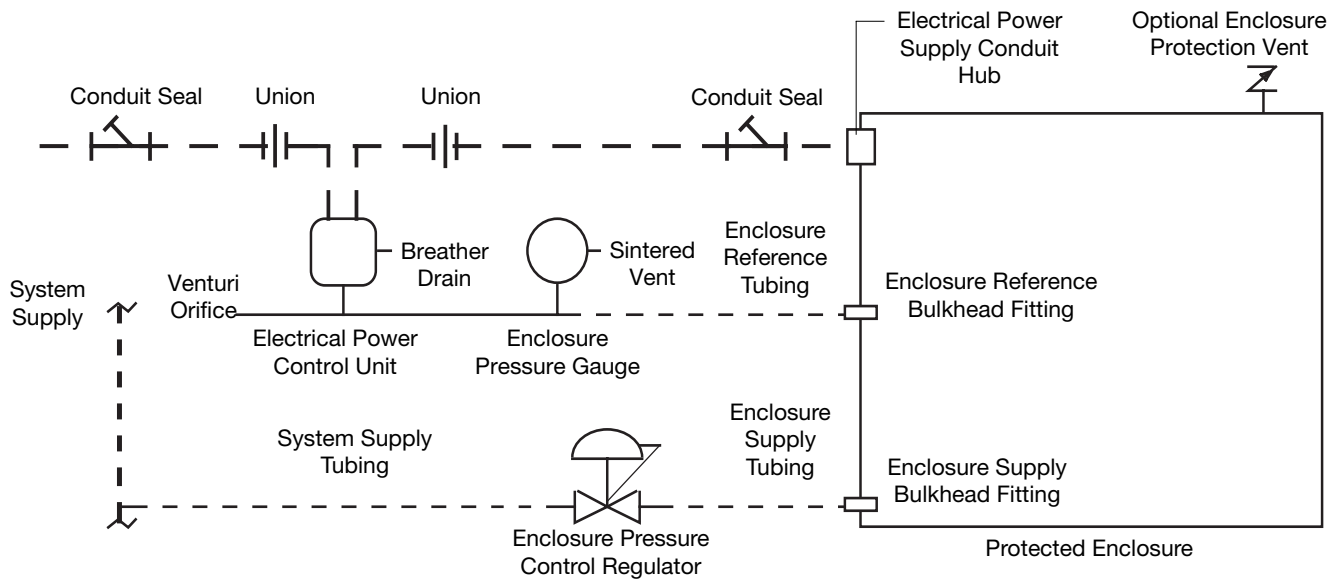 Electrical Power
Supply Conduit
Hub
Optional Enclosure
Protection Vent
Conduit Seal
Union
Union
Conduit Seal
Breather
Drain
Sintered
Vent
Enclosure
Reference
Tubing
System
Supply
Venturi
Orifice
Enclosure Reference
Bulkhead Fitting
Electrical Power
Control Unit
Enclosure
Pressure Gauge
System Supply
Tubing
Enclosure
Supply
Tubing
Enclosure Supply
Bulkhead Fitting
Enclosure Pressure
Control Regulator
Protected Enclosure